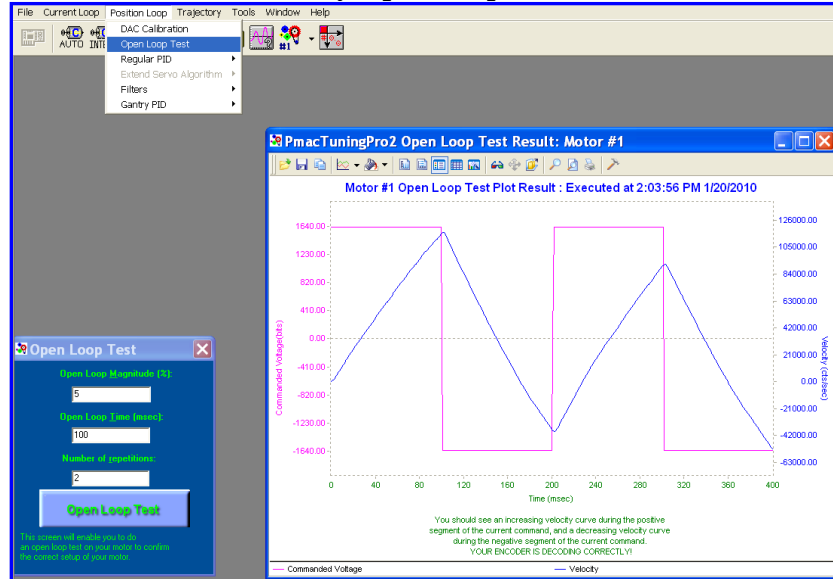 File Current Loop Position Loop Trajectory Tools Window Help
AUTO
#1
DAC Calibration
Open Loop Test
Regular PID
Extend Servo Algorithm
Filters
Gantry PID
PmacTuningPro2 Open Loop Test Result: Motor #1
Motor #1 Open Loop Test Plot Result : Executed at 2:03:56 PM 1/20/2010
1640.00
1230.00
820.00
410.00
0.00
-410.00
-820.00
-1230.00
-1640.00
Commanded Voltage(bits)
126000.00
105000.00
84000.00
63000.00
42000.00
21000.00
0.00
-21000.00
-42000.00
-63000.00
Velocity (cts/sec)
0 40 80 120 160 200 240 280 320 360 400
Time (msec)
You should see an increasing velocity curve during the positive
segment of the current command, and a decreasing velocity curve
during the negative segment of the current command.
YOUR ENCODER IS DECODING CORRECTLY!
Commanded Voltage Velocity
Open Loop Test
Open Loop Magnitude (%):
5
Open Loop Time (msec):
100
Number of repetitions:
2
Open Loop Test
This screen will enable you to do
an open loop test on your motor to confirm
the correct setup of your motor.